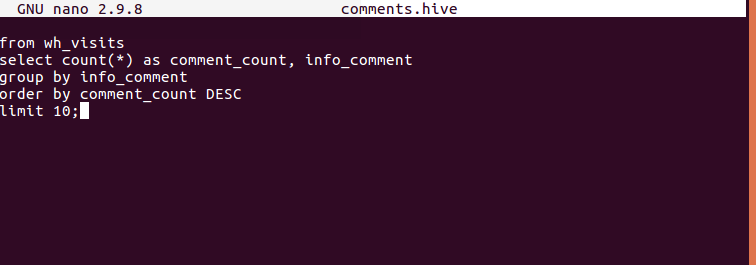 GNU nano 2.9.8 comments.hive
from wh_visits
select count(*) as comment_count, info_comment
group by info_comment
order by comment_count DESC
limit 10;